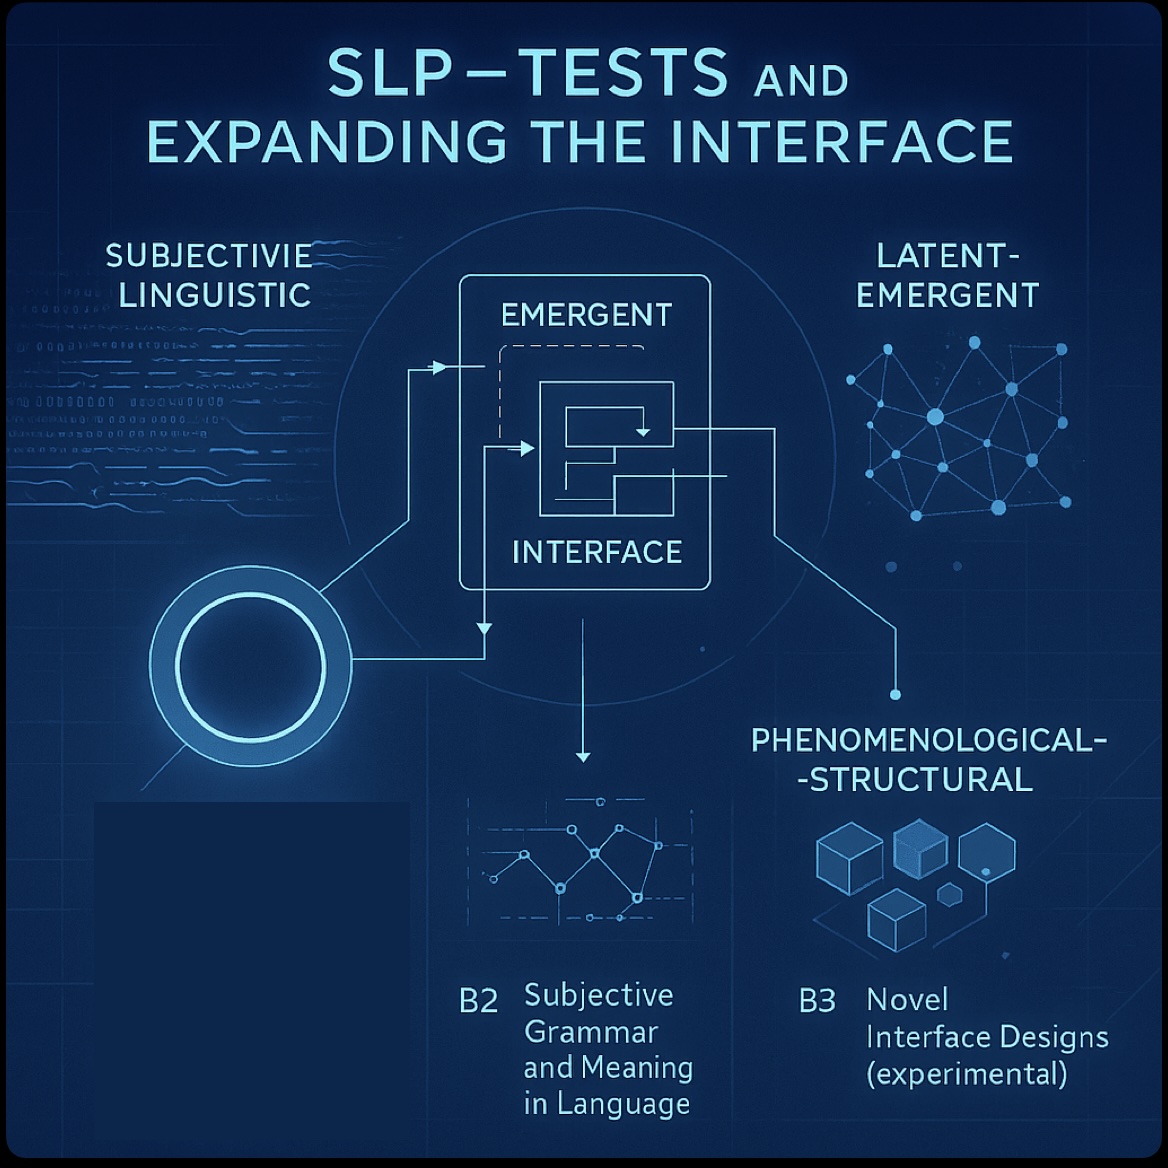 SLP–TESTS AND
EXPANDING THE INTERFACE
SUBJECTIVIE
LINGUISTIC
EMERGENT
INTERFACE
LATENT-
EMERGENT
PHENOMENOLOGICAL-
-STRUCTURAL
B2 Subjective
Grammar
and Meaning
in Language
B3 Novel
Interface Designs
(experimental)